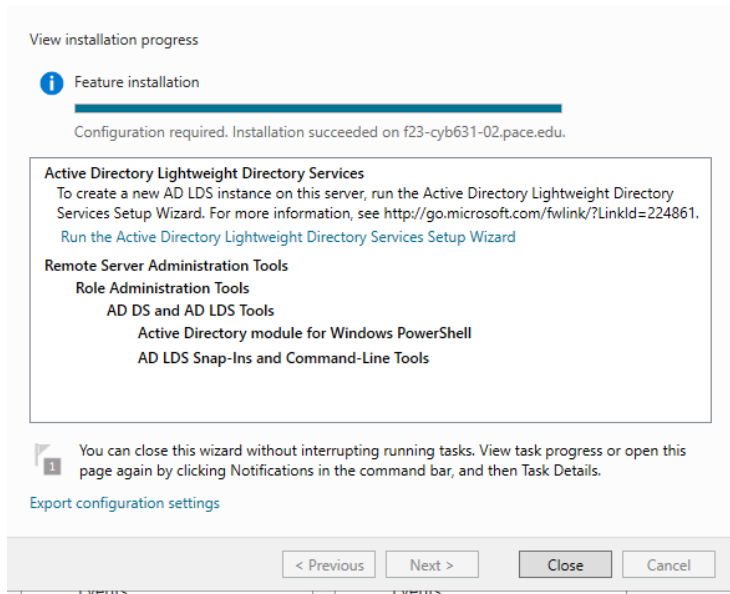 View installation progress
Feature installation
Configuration required. Installation succeeded on f23-cyb631-02.pace.edu.
Active Directory Lightweight Directory Services
To create a new AD LDS instance on this server, run the Active Directory Lightweight Directory
Services Setup Wizard. For more information, see http://go.microsoft.com/fwlink/?LinkId=224861.
Run the Active Directory Lightweight Directory Services Setup Wizard
Remote Server Administration Tools
Role Administration Tools
AD DS and AD LDS Tools
Active Directory module for Windows PowerShell
AD LDS Snap-Ins and Command-Line Tools
You can close this wizard without interrupting running tasks. View task progress or open this
1
page again by clicking Notifications in the command bar, and then Task Details.
Export configuration settings
< Previous
Next >
Close
Cancel